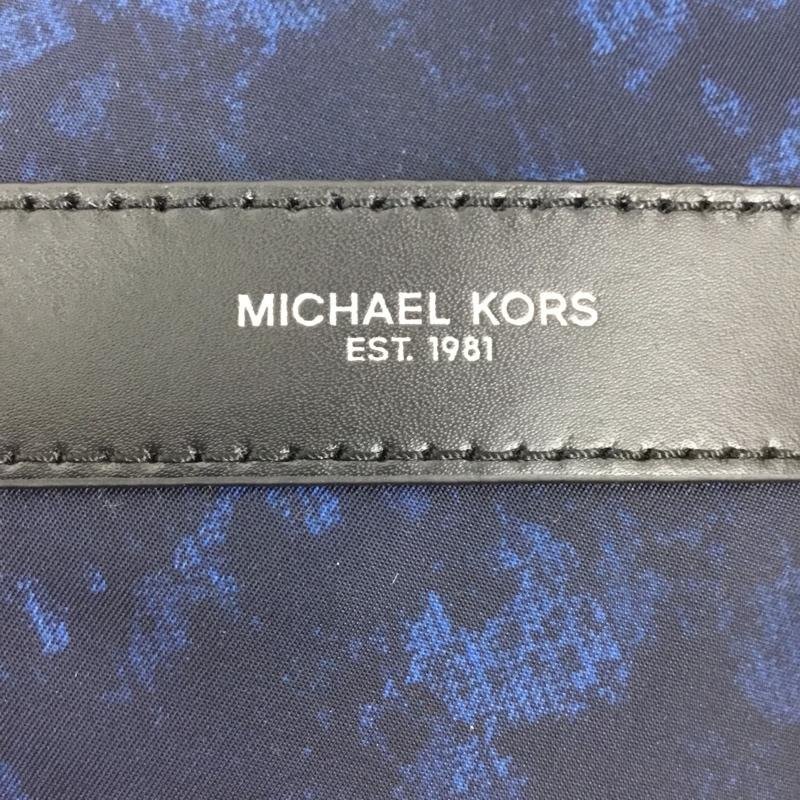 MICHAEL KORS
EST. 1981